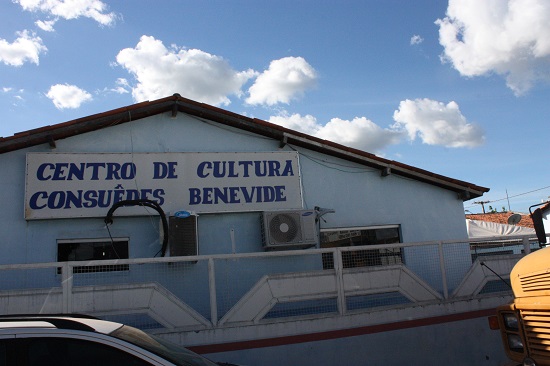 CENTRO DE CULTURA
CONSUÊDES BENEVIDE